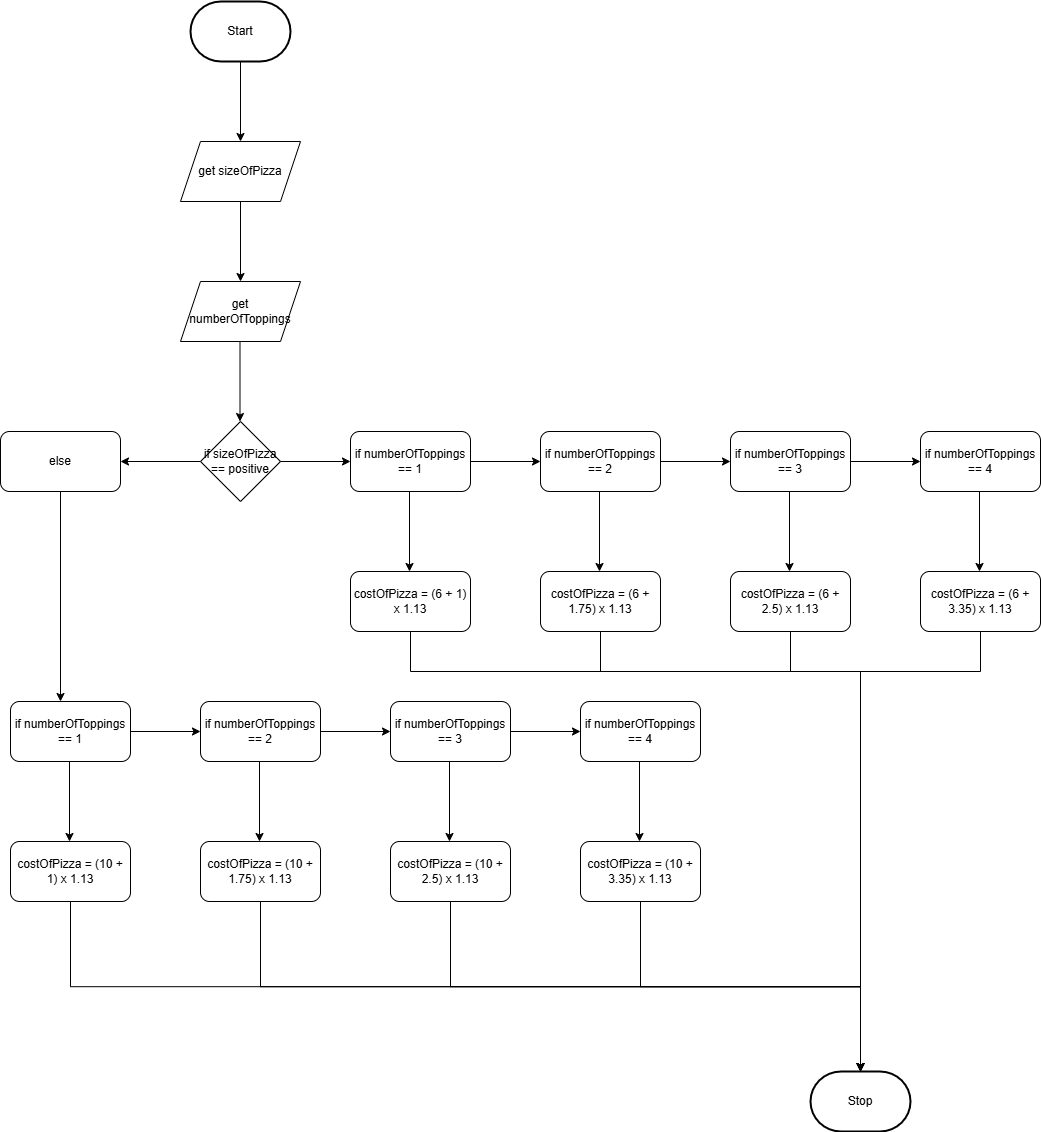 Start
get sizeOfPizza
get
numberOfToppings
else
if sizeOfPizza
== positive
if numberOfToppings
== 1
if numberOfToppings
== 2
if numberOfToppings
== 3
if numberOfToppings
== 4
costOfPizza = (6 + 1)
x 1.13
costOfPizza = (6 +
1.75) x 1.13
costOfPizza = (6 +
2.5) x 1.13
costOfPizza = (6 +
3.35) x 1.13
if numberOfToppings
== 1
if numberOfToppings
== 2
if numberOfToppings
== 3
if numberOfToppings
== 4
costOfPizza = (10 +
1) x 1.13
costOfPizza = (10 +
1.75) x 1.13
costOfPizza = (10 +
2.5) x 1.13
costOfPizza = (10 +
3.35) x 1.13
Stop